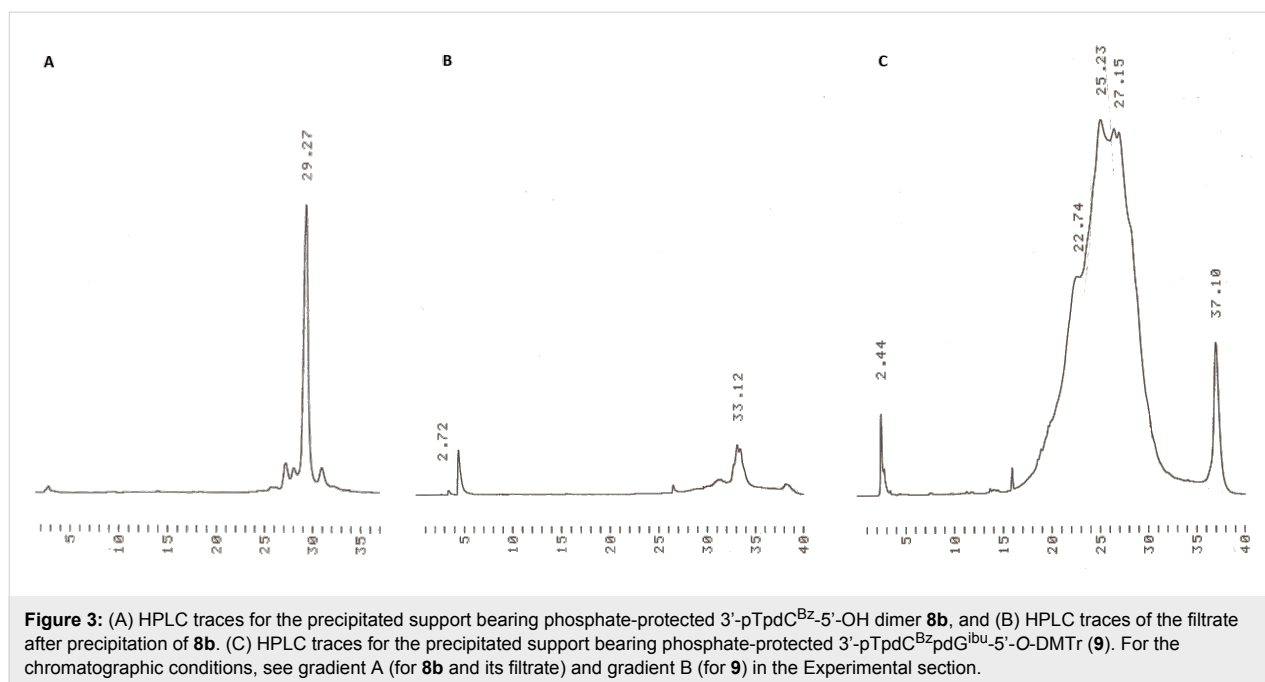 A
B
C
29.27
2.72
33.12
2.44
22.74
25.23
27.15
37.10
5 10 15 20 25 30 35
5 10 15 20 25 30 35 40
5 10 15 20 25 30 35 40
Figure 3: (A) HPLC traces for the precipitated support bearing phosphate-protected 3’-pTpdCBz-5’-OH dimer 8b, and (B) HPLC traces of the filtrate
after precipitation of 8b. (C) HPLC traces for the precipitated support bearing phosphate-protected 3’-pTpdCBzpdGibu-5’-O-DMTr (9). For the
chromatographic conditions, see gradient A (for 8b and its filtrate) and gradient B (for 9) in the Experimental section.